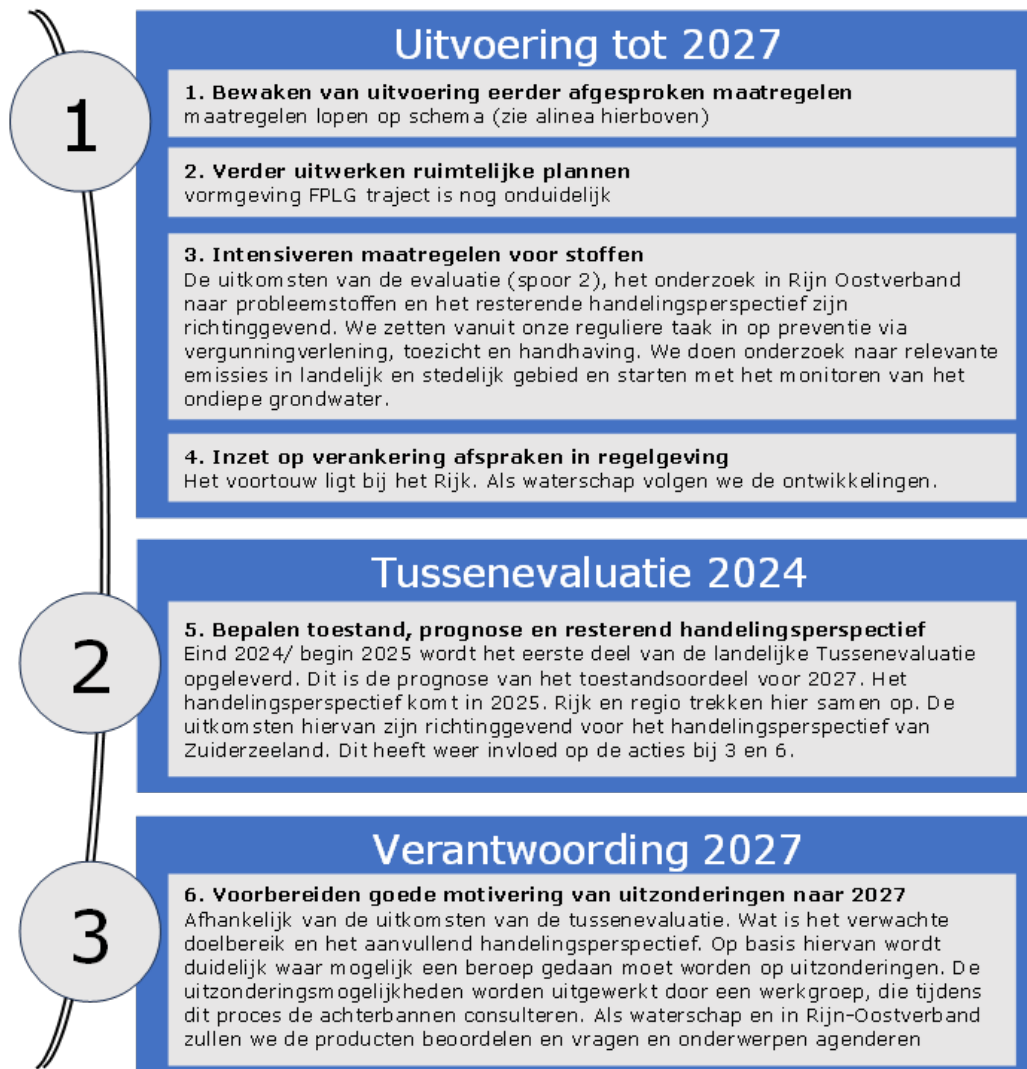 1
Uitvoering tot 2027
1. Bewaken van uitvoering eerder afgesproken maatregelen
maatregelen lopen op schema (zie alinea hierboven)
2. Verder uitwerken ruimtelijke plannen
vormgeving FPLG traject is nog onduidelijk
3. Intensiveren maatregelen voor stoffen
De uitkomsten van de evaluatie (spoor 2), het onderzoek in Rijn Oostverband
naar probleemstoffen en het resterende handelingsperspectief zijn
richtinggevend. We zetten vanuit onze reguliere taak in op preventie via
vergunningverlening, toezicht en handhaving. We doen onderzoek naar relevante
emissies in landelijk en stedelijk gebied en starten met het monitoren van het
ondiepe grondwater.
4. Inzet op verankering afspraken in regelgeving
Het voortouw ligt bij het Rijk. Als waterschap volgen we de ontwikkelingen.
2
Tussenevaluatie 2024
5. Bepalen toestand, prognose en resterend handelingsperspectief
Eind 2024/ begin 2025 wordt het eerste deel van de landelijke Tussenevaluatie
opgeleverd. Dit is de prognose van het toestandsoordeel voor 2027. Het
handelingsperspectief komt in 2025. Rijk en regio trekken hier samen op. De
uitkomsten hiervan zijn richtinggevend voor het handelingsperspectief van
Zuiderzeeland. Dit heeft weer invloed op de acties bij 3 en 6.
3
Verantwoording 2027
6. Voorbereiden goede motivering van uitzonderingen naar 2027
Afhankelijk van de uitkomsten van de tussenevaluatie. Wat is het verwachte
doelbereik en het aanvullend handelingsperspectief. Op basis hiervan wordt
duidelijk waar mogelijk een beroep gedaan moet worden op uitzonderingen. De
uitzonderingsmogelijkheden worden uitgewerkt door een werkgroep, die tijdens
dit proces de achterbannen consulteren. Als waterschap en in Rijn-Oostverband
zullen we de producten beoordelen en vragen en onderwerpen agenderen